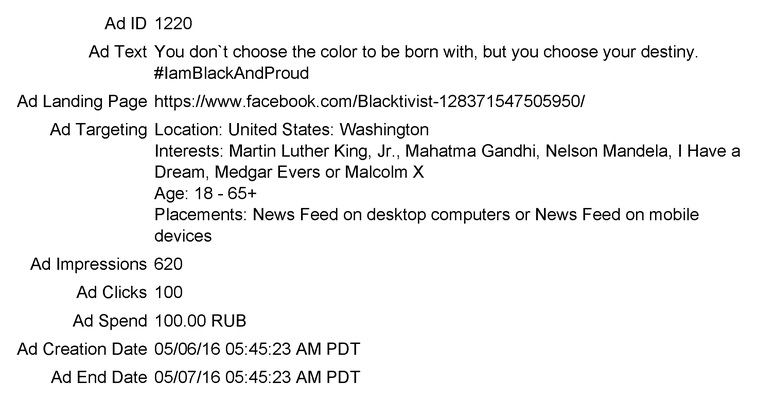 Ad ID 1220
Ad Text You don`t choose the color to be born with, but you choose your destiny.
#IamBlackAndProud
Ad Landing Page https://www.facebook.com/Blacktivist-128371547505950/
Ad Targeting Location: United States: Washington
Interests: Martin Luther King, Jr., Mahatma Gandhi, Nelson Mandela, I Have a
Dream, Medgar Evers or Malcolm X
Age: 18 - 65+
Placements: News Feed on desktop computers or News Feed on mobile
devices
Ad Impressions 620
Ad Clicks 100
Ad Spend 100.00 RUB
Ad Creation Date 05/06/16 05:45:23 AM PDT
Ad End Date 05/07/16 05:45:23 AM PDT